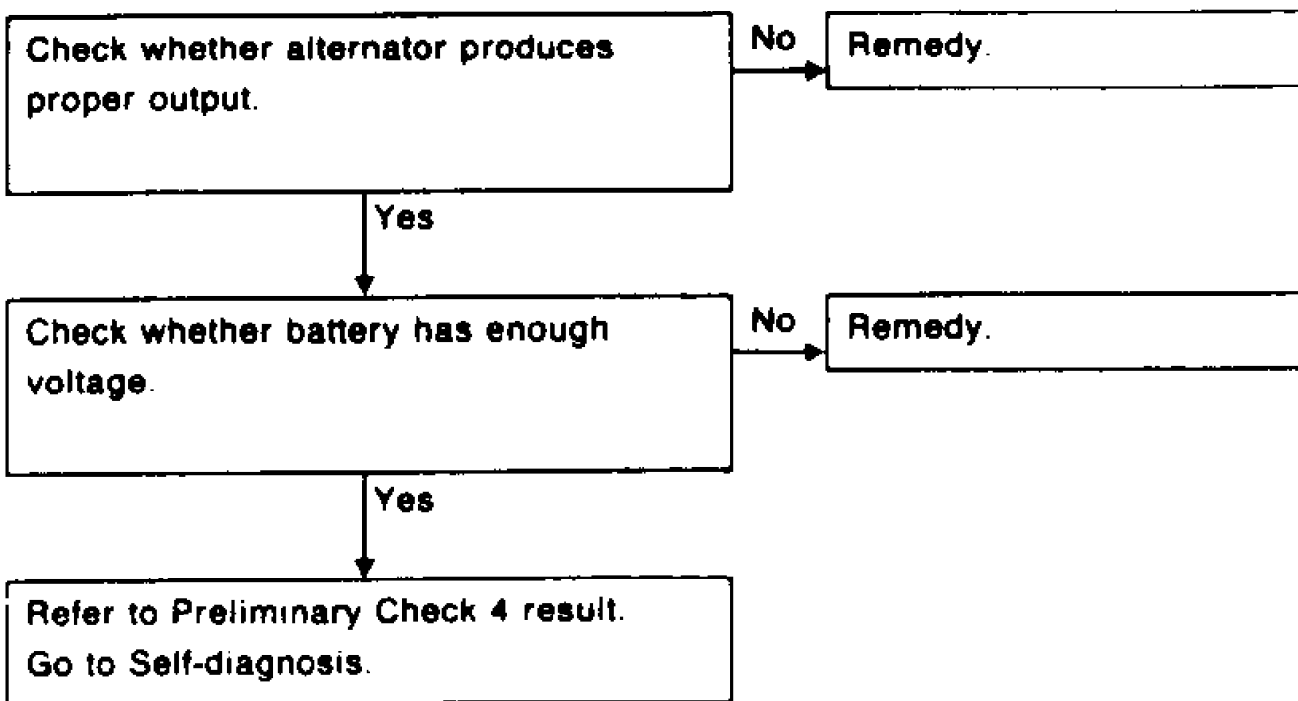 Check whether alternator produces
proper output.
No
Remedy.
Yes
Check whether battery has enough
voltage.
No
Remedy.
Yes
Refer to Preliminary Check 4 result.
Go to Self-diagnosis.